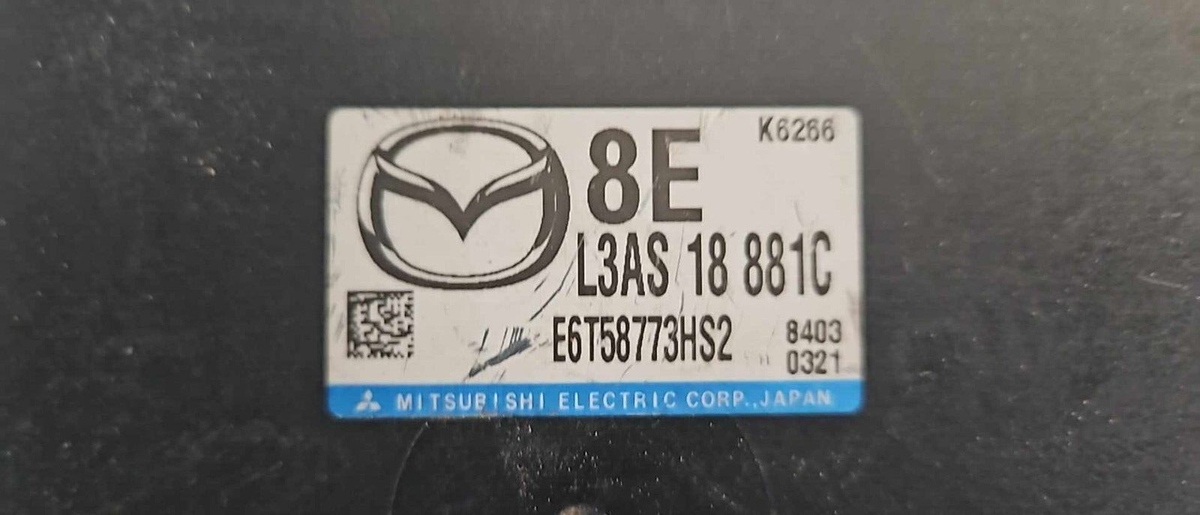 8E K6266
L3AS 18 881C
E6T58773HS2 8403
0321
MITSUBISHI ELECTRIC CORP., JAPAN